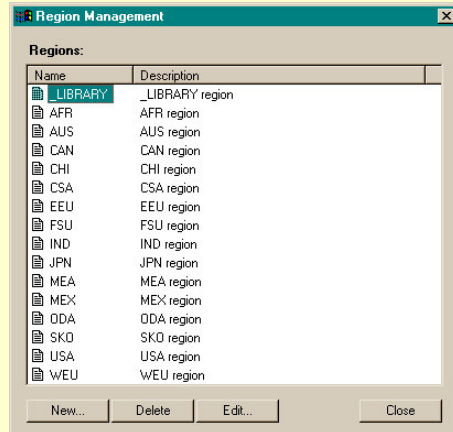 Region Management
Regions:
Name Description
_LIBRARY _LIBRARY region
AFR AFR region
AUS AUS region
CAN CAN region
CHI CHI region
CSA CSA region
EEU EEU region
FSU FSU region
IND IND region
JPN JPN region
MEA MEA region
MEX MEX region
ODA ODA region
SKO SKO region
USA USA region
WEU WEU region
New... Delete Edit... Close